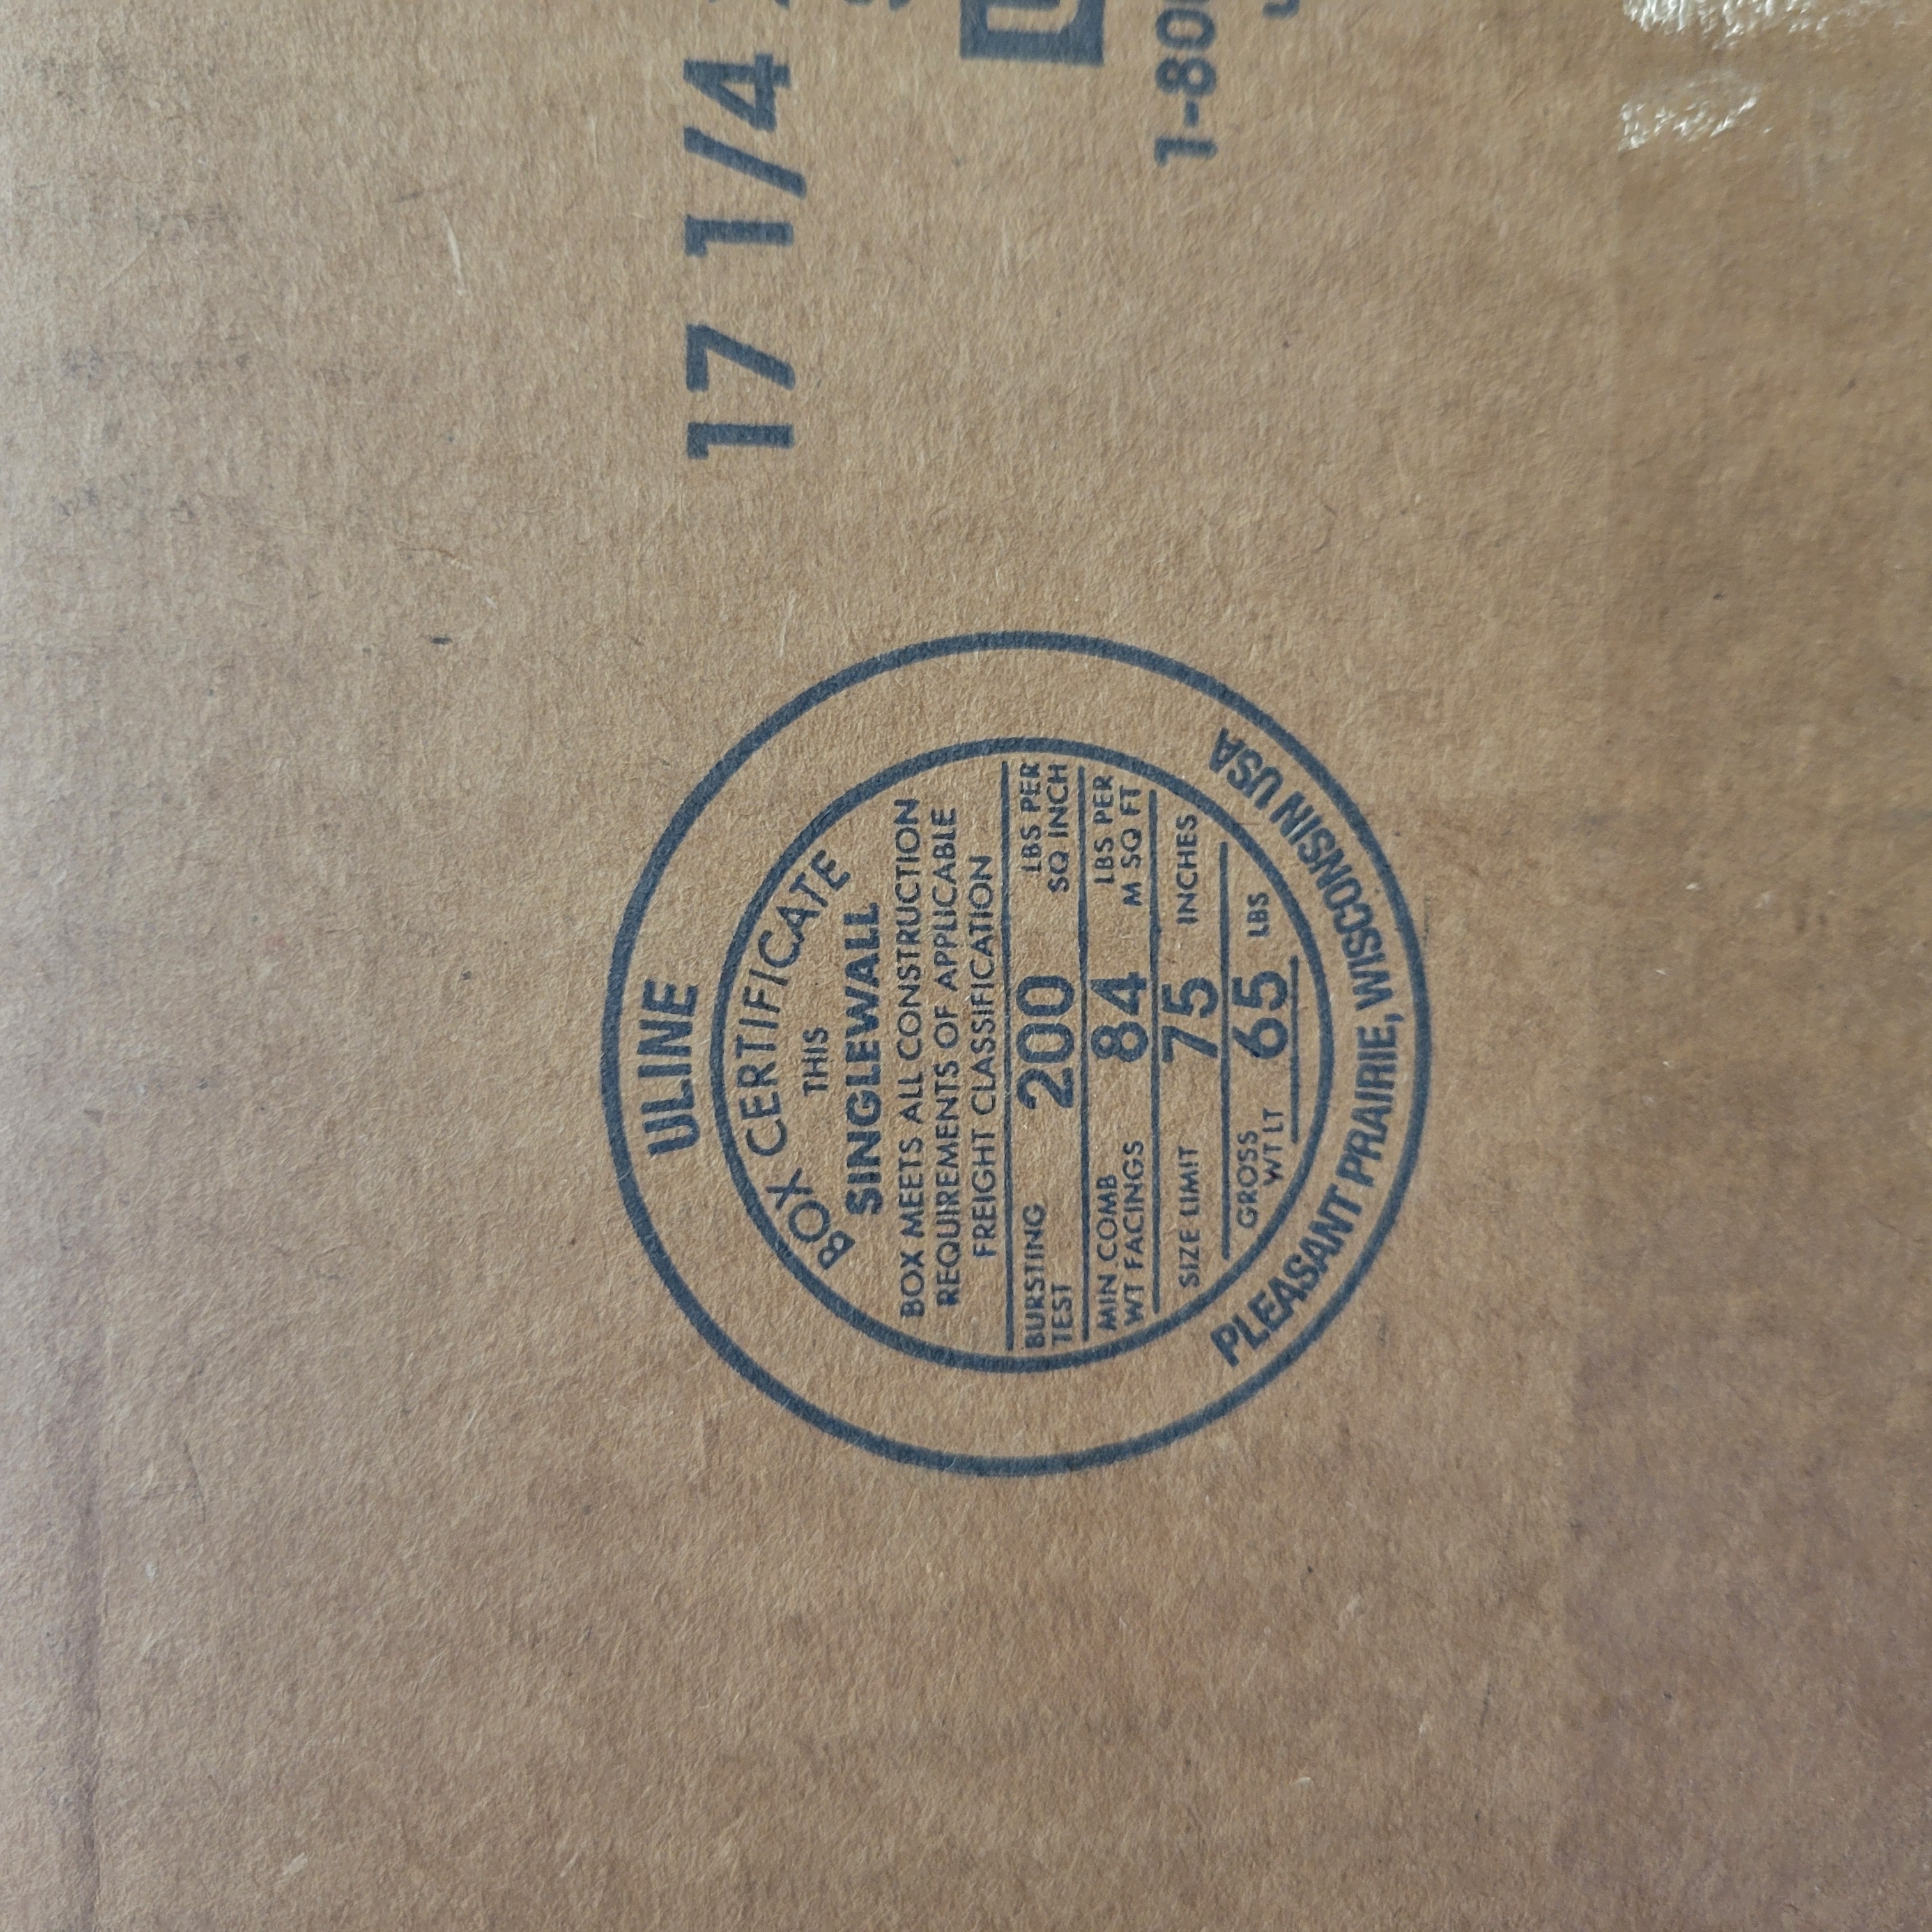 17 1/4
1-800
ULINE
BOX CERTIFICATE
THIS
SINGLEWALL
BOX MEETS ALL CONSTRUCTION
REQUIREMENTS OF APPLICABLE
FREIGHT CLASSIFICATION
BURSTING TEST 200 LBS PER SQ INCH
MIN COMB WT FACINGS 84 LBS PER M SQ FT
SIZE LIMIT 75 INCHES
GROSS WT LT 65 LBS
PLEASANT PRAIRIE, WISCONSIN USA